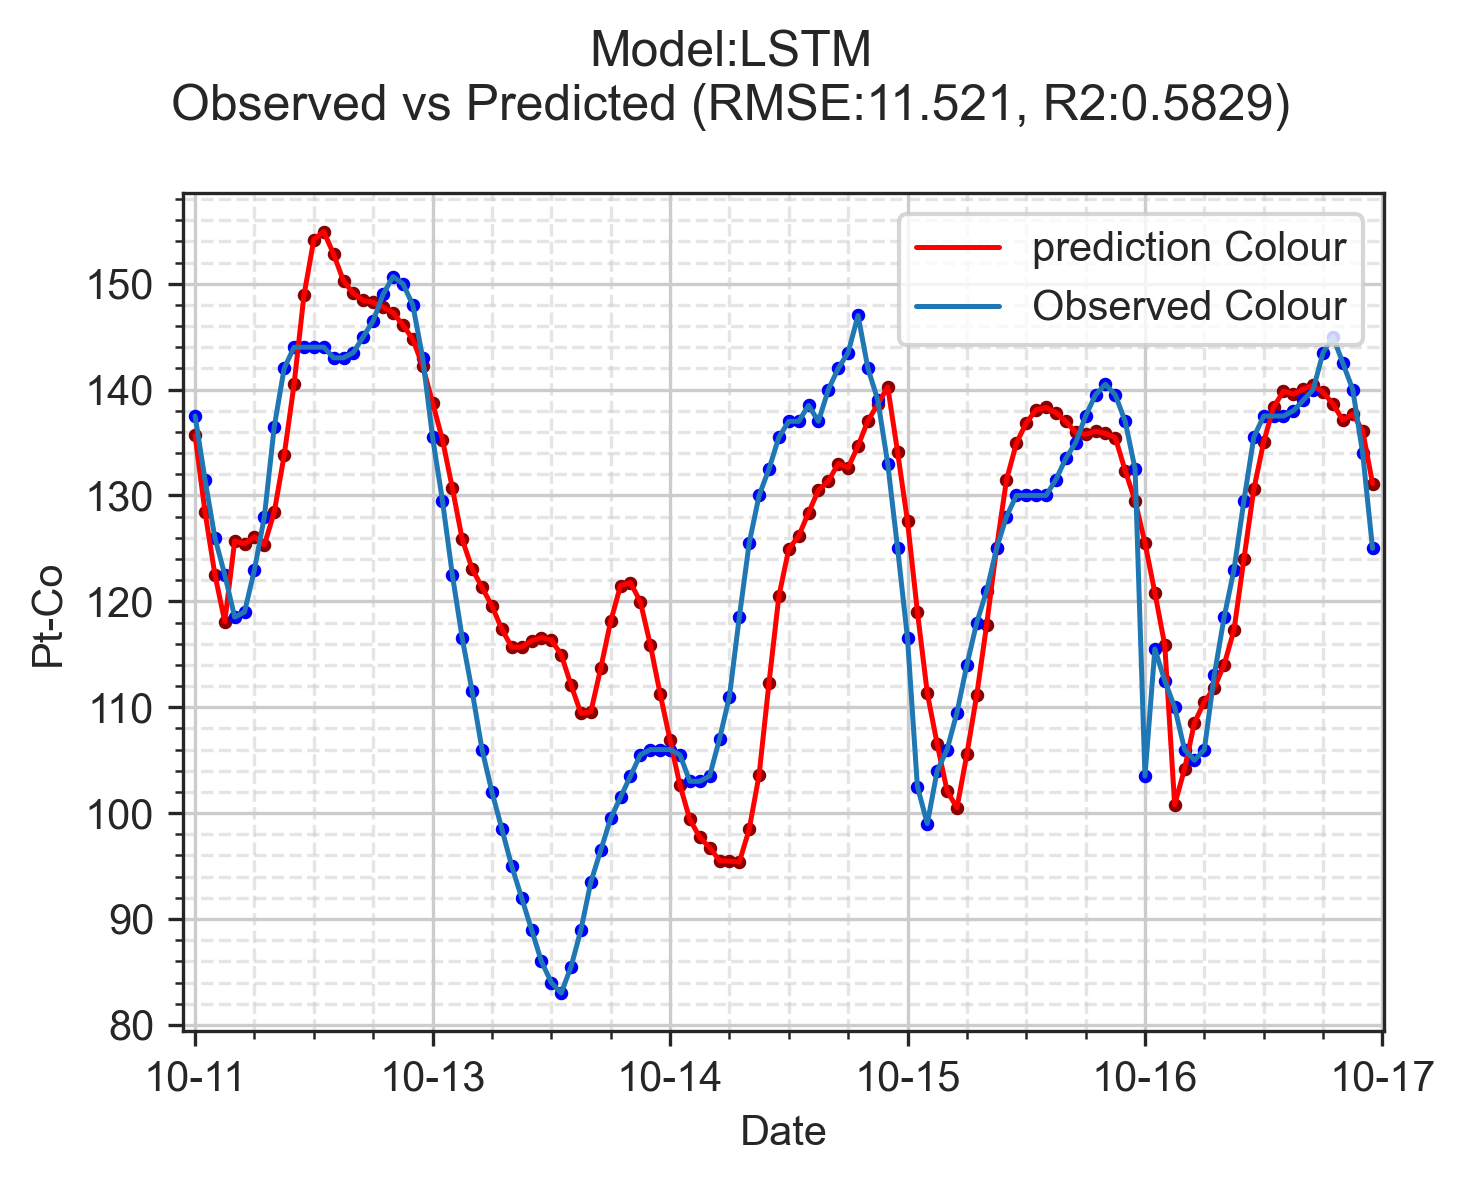 Model:LSTM
Observed vs Predicted (RMSE:11.521, R2:0.5829)
prediction Colour
Observed Colour
150
140
130
120
110
100
90
80
Pt-Co
10-11
10-13
10-14
10-15
10-16
10-17
Date